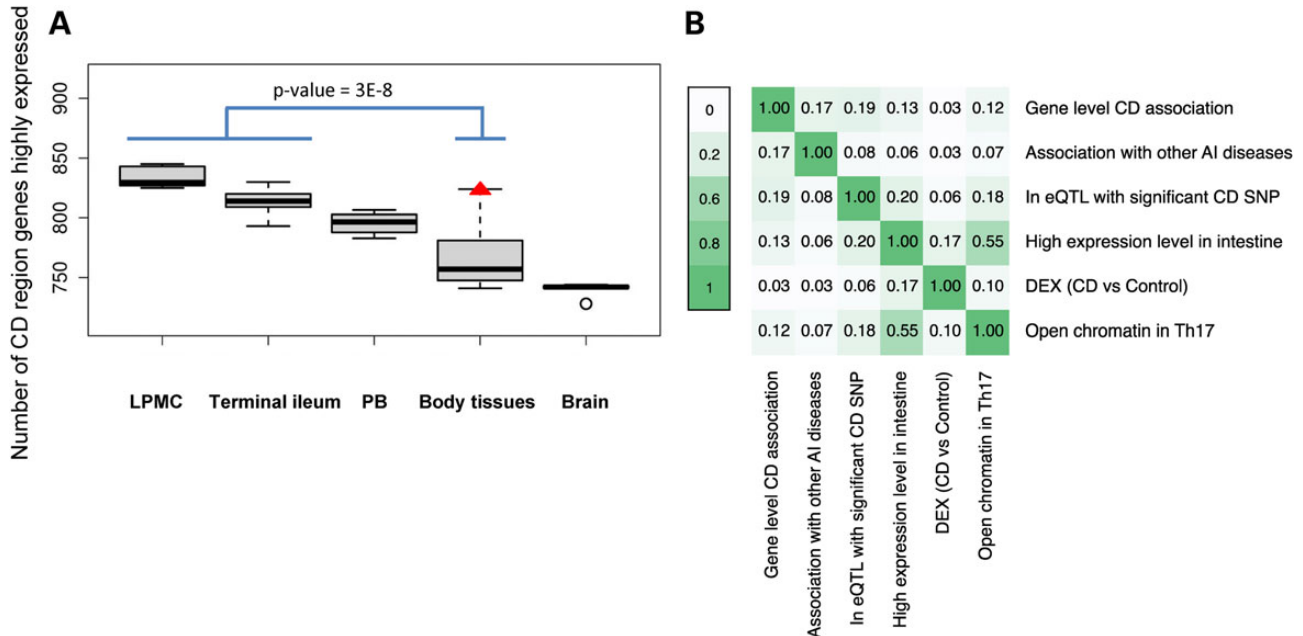 A
B
Number of CD region genes highly expressed
900
850
800
750
p-value = 3E-8
LPMC Terminal ileum PB Body tissues Brain
0
0.2
0.6
0.8
1
1.00 0.17 0.19 0.13 0.03 0.12 Gene level CD association
0.17 1.00 0.08 0.06 0.03 0.07 Association with other AI diseases
0.19 0.08 1.00 0.20 0.06 0.18 In eQTL with significant CD SNP
0.13 0.06 0.20 1.00 0.17 0.55 High expression level in intestine
0.03 0.03 0.06 0.17 1.00 0.10 DEX (CD vs Control)
0.12 0.07 0.18 0.55 0.10 1.00 Open chromatin in Th17
Gene level CD association
Association with other AI diseases
In eQTL with significant CD SNP
High expression level in intestine
DEX (CD vs Control)
Open chromatin in Th17